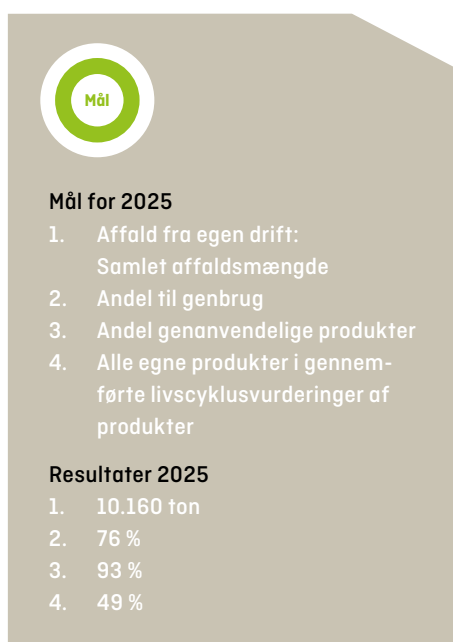 Mål
Mål for 2025
1. Affald fra egen drift:
Samlet affaldsmængde
2. Andel til genbrug
3. Andel genanvendelige produkter
4. Alle egne produkter i gennem-
førte livscyklusvurderinger af
produkter
Resultater 2025
1. 10.160 ton
2. 76 %
3. 93 %
4. 49 %